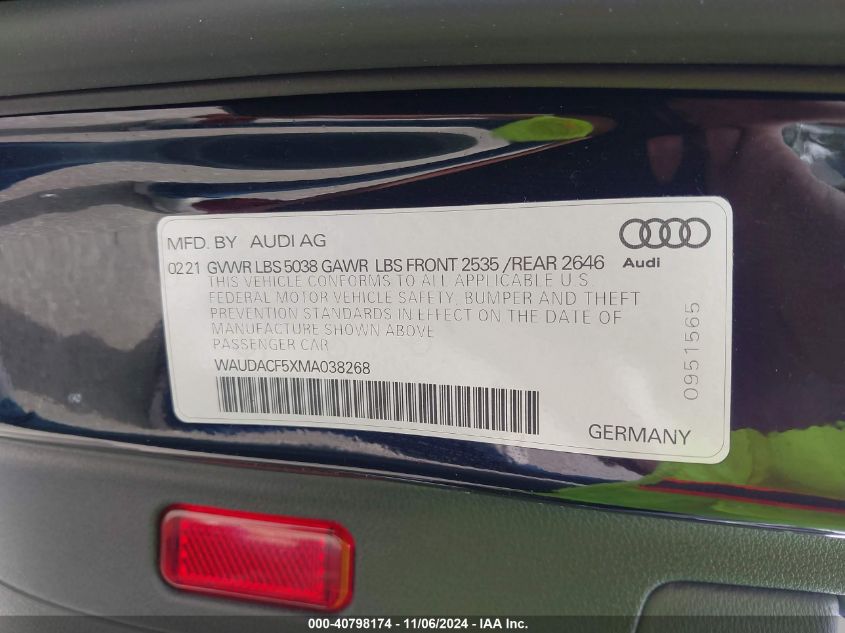 MFD. BY AUDI AG
Audi
0221 GVWR LBS 5038 GAWR LBS FRONT 2535 /REAR 2646
THIS VEHICLE CONFORMS TO ALL APPLICABLE U.S.
FEDERAL MOTOR VEHICLE SAFETY, BUMPER AND THEFT
PREVENTION STANDARDS IN EFFECT ON THE DATE OF
MANUFACTURE SHOWN ABOVE
PASSENGER CAR
WAUDACF5XMA038268
0951565
GERMANY
000-40798174 - 11/06/2024 - IAA Inc.